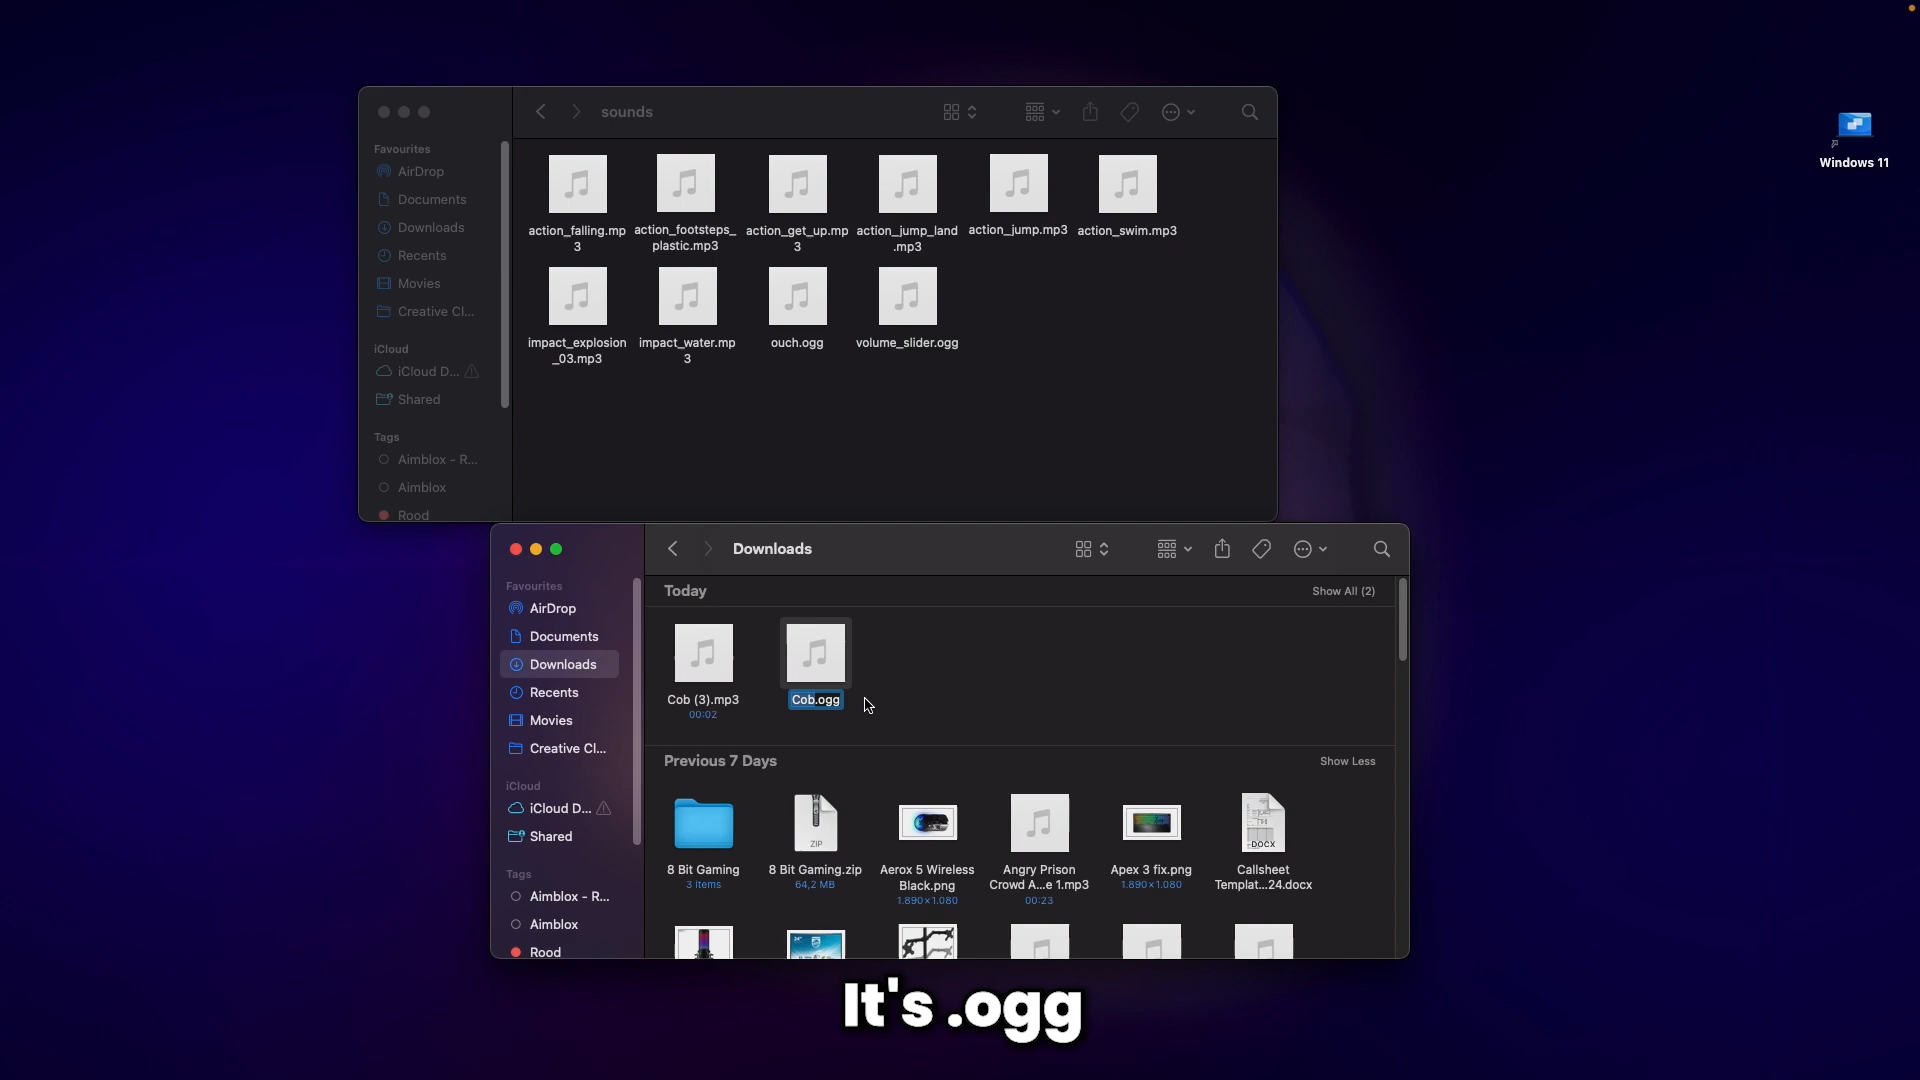 sounds
Favourites
AirDrop
Documents
Downloads
Recents
Movies
Creative Cl...
iCloud
iCloud D...
Shared
Tags
Aimblox - R...
Aimblox
Rood
action_falling.mp
3
action_footsteps_
plastic.mp3
action_get_up.mp
3
action_jump_land
.mp3
action_jump.mp3
action_swim.mp3
impact_explosion
_03.mp3
impact_water.mp
3
ouch.ogg
volume_slider.ogg
Windows 11
Downloads
Favourites
AirDrop
Documents
Downloads
Recents
Movies
Creative Cl...
iCloud
iCloud D...
Shared
Tags
Aimblox - R...
Aimblox
Rood
Today
Show All (2)
Cob (3).mp3
00:02
Cob.ogg
Previous 7 Days
Show Less
8 Bit Gaming
3 items
ZIP
8 Bit Gaming.zip
64,2 MB
Aerox 5 Wireless
Black.png
1.890×1.080
Angry Prison
Crowd A...e 1.mp3
00:23
Apex 3 fix.png
1.890×1.080
DOCX
Callsheet
Templat...24.docx
It's .ogg